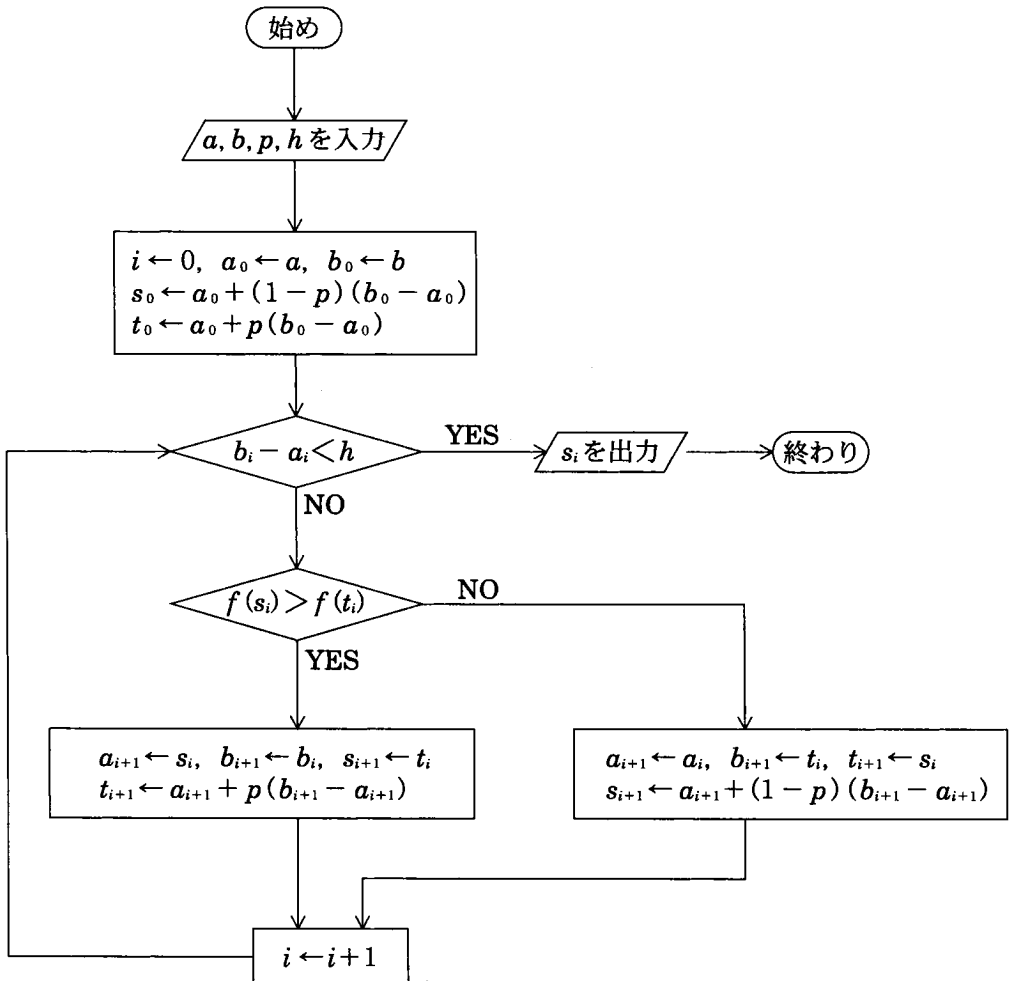 始め
a, b, p, h を入力
i ← 0, a₀ ← a, b₀ ← b
s₀ ← a₀ + (1 − p)(b₀ − a₀)
t₀ ← a₀ + p(b₀ − a₀)
bᵢ − aᵢ < h
YES
sᵢ を出力
終わり
NO
f(sᵢ) > f(tᵢ)
NO
YES
aᵢ₊₁ ← sᵢ, bᵢ₊₁ ← bᵢ, sᵢ₊₁ ← tᵢ
tᵢ₊₁ ← aᵢ₊₁ + p(bᵢ₊₁ − aᵢ₊₁)
aᵢ₊₁ ← aᵢ, bᵢ₊₁ ← tᵢ, tᵢ₊₁ ← sᵢ
sᵢ₊₁ ← aᵢ₊₁ + (1 − p)(bᵢ₊₁ − aᵢ₊₁)
i ← i + 1